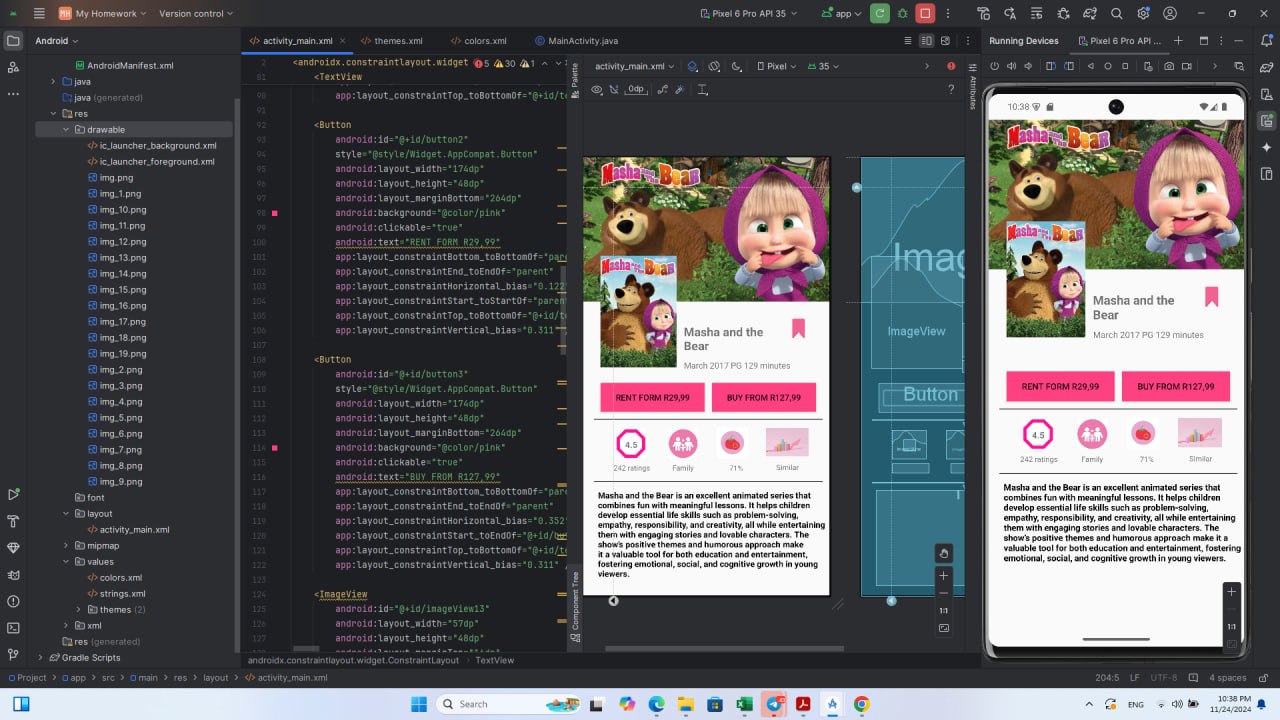 MH
My Homework
Version control
Pixel 6 Pro API 35
app
Android
activity_main.xml
themes.xml
colors.xml
MainActivity.java
Running Devices
Pixel 6 Pro API ...
AndroidManifest.xml
java
java (generated)
res
drawable
ic_launcher_background.xml
ic_launcher_foreground.xml
img.png
img_1.png
img_10.png
img_11.png
img_12.png
img_13.png
img_14.png
img_15.png
img_16.png
img_17.png
img_18.png
img_19.png
img_2.png
img_3.png
img_4.png
img_5.png
img_6.png
img_7.png
img_8.png
img_9.png
font
layout
activity_main.xml
mipmap
values
colors.xml
strings.xml
themes (2)
xml
res (generated)
Gradle Scripts
2 <androidx.constraintlayout.widget
5 30 1
81 <TextView
90 app:layout_constraintTop_toBottomOf="@+id/te
91
92 <Button
93 android:id="@+id/button2"
94 style="@style/Widget.AppCompat.Button"
95 android:layout_width="174dp"
96 android:layout_height="48dp"
97 android:layout_marginBottom="264dp"
98 android:background="@color/pink"
99 android:clickable="true"
100 android:text="RENT FORM R29,99"
101 app:layout_constraintBottom_toBottomOf="pare
102 app:layout_constraintEnd_toEndOf="parent"
103 app:layout_constraintHorizontal_bias="0.122
104 app:layout_constraintStart_toStartOf="paren
105 app:layout_constraintTop_toBottomOf="@+id/te
106 app:layout_constraintVertical_bias="0.311"
107
108 <Button
109 android:id="@+id/button3"
110 style="@style/Widget.AppCompat.Button"
111 android:layout_width="174dp"
112 android:layout_height="48dp"
113 android:layout_marginBottom="264dp"
114 android:background="@color/pink"
115 android:clickable="true"
116 android:text="BUY FROM R127,99"
117 app:layout_constraintBottom_toBottomOf="pare
118 app:layout_constraintEnd_toEndOf="parent"
119 app:layout_constraintHorizontal_bias="0.352
120 app:layout_constraintStart_toStartOf="paren
121 app:layout_constraintTop_toBottomOf="@+id/te
122 app:layout_constraintVertical_bias="0.311"
123
124 <ImageView
125 android:id="@+id/imageView13"
126 android:layout_width="57dp"
127 android:layout_height="48dp"
androidx.constraintlayout.widget.ConstraintLayout
TextView
Palette
Component Tree
Attributes
activity_main.xml
Pixel
35
0dp
?
Masha and the Bear
Masha and the Bear
Masha and the
Bear
March 2017 PG 129 minutes
RENT FORM R29,99
BUY FROM R127,99
4.5
242 ratings
Family
71%
Similar
Masha and the Bear is an excellent animated series that
combines fun with meaningful lessons. It helps children
develop essential life skills such as problem-solving,
empathy, responsibility, and creativity, all while entertaining
them with engaging stories and lovable characters. The
show's positive themes and humorous approach make
it a valuable tool for both education and entertainment,
fostering emotional, social, and cognitive growth in young
viewers.
Imag
ImageView
Button
1:1
10:38
Masha and the Bear
Masha and the Bear
Masha and the
Bear
March 2017 PG 129 minutes
RENT FORM R29,99
BUY FROM R127,99
4.5
242 ratings
Family
71%
Similar
Masha and the Bear is an excellent animated series that
combines fun with meaningful lessons. It helps children
develop essential life skills such as problem-solving,
empathy, responsibility, and creativity, all while entertaining
them with engaging stories and lovable characters. The
show's positive themes and humorous approach make it a
valuable tool for both education and entertainment, fostering
emotional, social, and cognitive growth in young viewers.
1:1
Project
app
src
main
res
layout
activity_main.xml
204:5
LF
UTF-8
4 spaces
Search
ENG
10:38 PM
11/24/2024